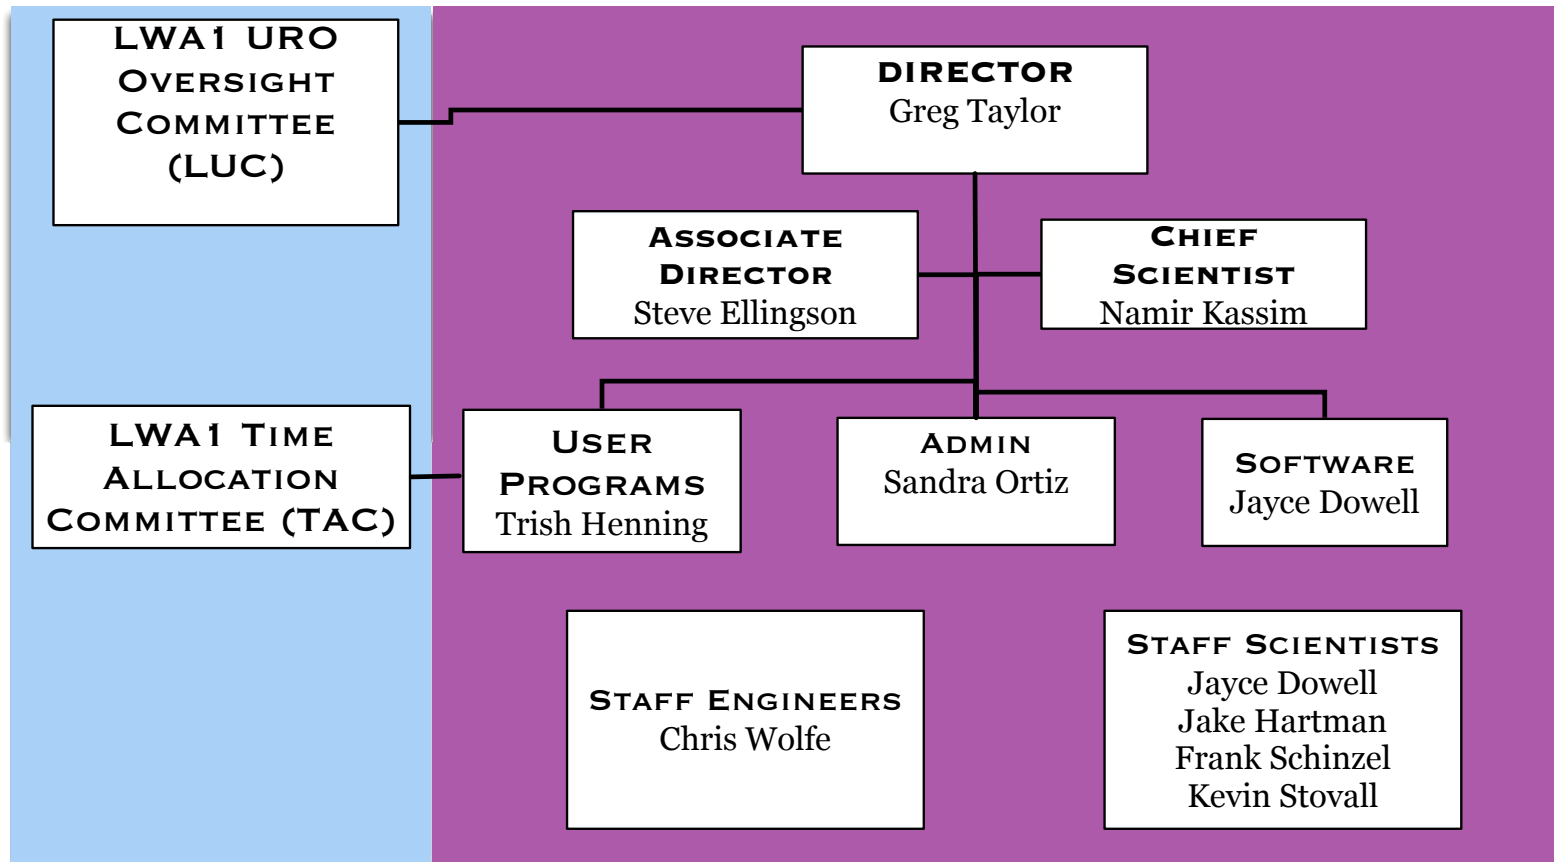 LWA1 URO
OVERSIGHT
COMMITTEE
(LUC)
DIRECTOR
Greg Taylor
ASSOCIATE
DIRECTOR
Steve Ellingson
CHIEF
SCIENTIST
Namir Kassim
LWA1 TIME
ALLOCATION
COMMITTEE (TAC)
USER
PROGRAMS
Trish Henning
ADMIN
Sandra Ortiz
SOFTWARE
Jayce Dowell
STAFF ENGINEERS
Chris Wolfe
STAFF SCIENTISTS
Jayce Dowell
Jake Hartman
Frank Schinzel
Kevin Stovall